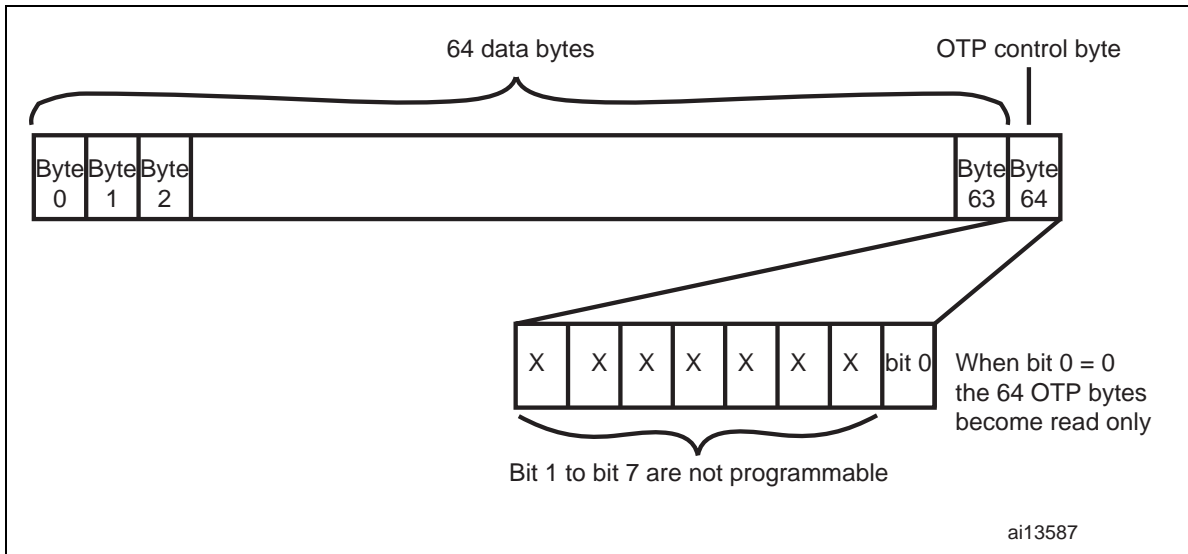 64 data bytes
OTP control byte
Byte Byte Byte Byte Byte
0 1 2 63 64
X X X X X X X bit 0
When bit 0 = 0
the 64 OTP bytes
become read only
Bit 1 to bit 7 are not programmable
ai13587